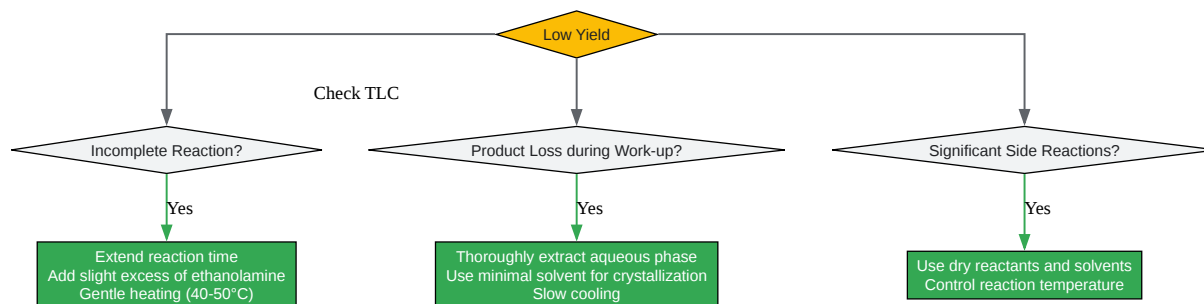 Low Yield
Check TLC
Incomplete Reaction?
Product Loss during Work-up?
Significant Side Reactions?
Yes
Yes
Yes
Extend reaction time
Add slight excess of ethanolamine
Gentle heating (40-50°C)
Thoroughly extract aqueous phase
Use minimal solvent for crystallization
Slow cooling
Use dry reactants and solvents
Control reaction temperature